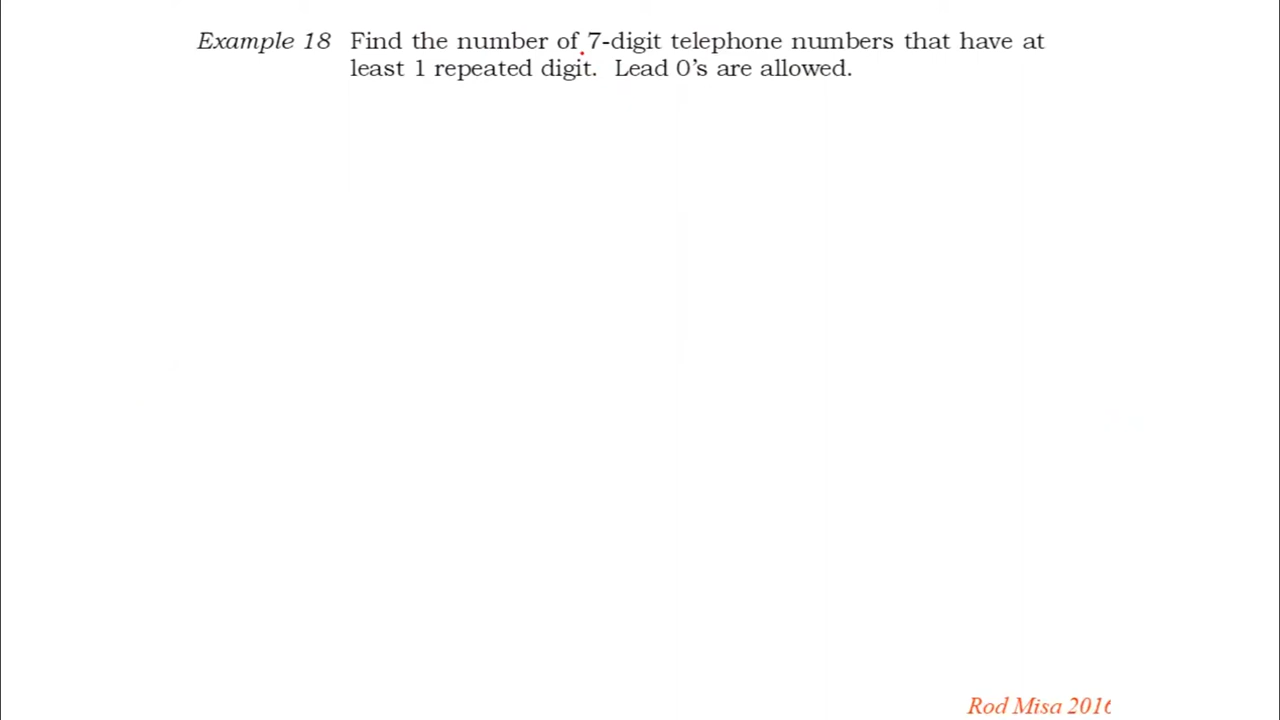 Example 18 Find the number of 7-digit telephone numbers that have at
least 1 repeated digit. Lead 0's are allowed.
Rod Misa 2016